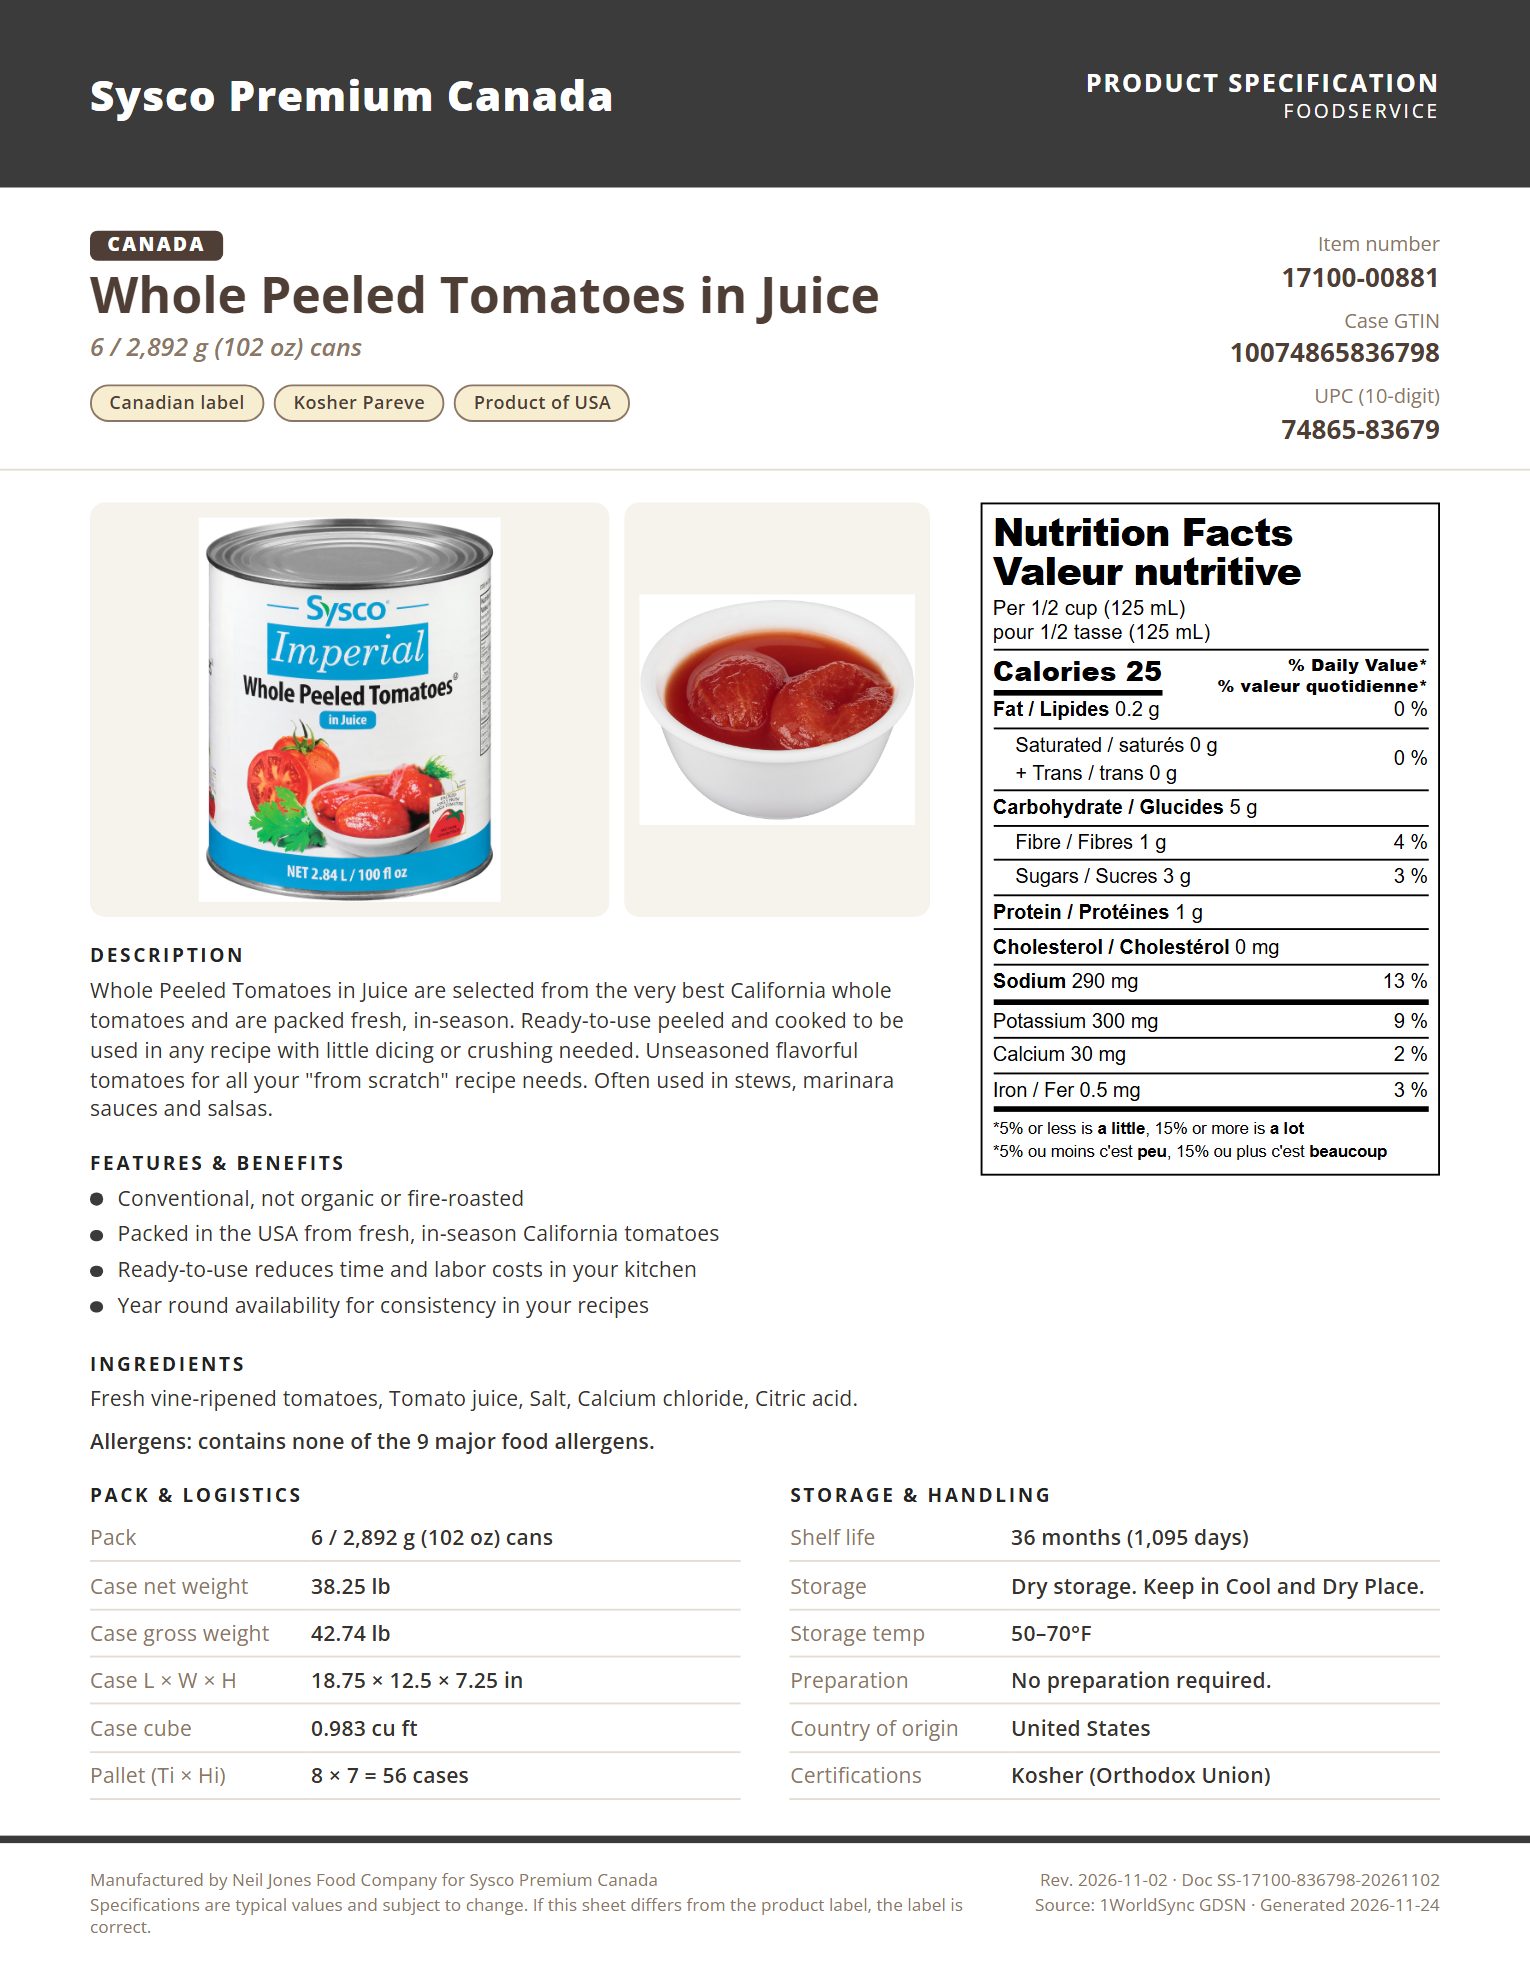 Sysco Premium Canada
PRODUCT SPECIFICATION
FOODSERVICE
CANADA
Whole Peeled Tomatoes in Juice
6 / 2,892 g (102 oz) cans
Canadian label
Kosher Pareve
Product of USA
Item number
17100-00881
Case GTIN
10074865836798
UPC (10-digit)
74865-83679
Sysco
Imperial
Whole Peeled Tomatoes
in Juice
NET 2.84 L / 100 fl oz
Nutrition Facts
Valeur nutritive
Per 1/2 cup (125 mL)
pour 1/2 tasse (125 mL)
Calories 25
% Daily Value*
% valeur quotidienne*
Fat / Lipides 0.2 g 0 %
Saturated / saturés 0 g
+ Trans / trans 0 g
0 %
Carbohydrate / Glucides 5 g
Fibre / Fibres 1 g 4 %
Sugars / Sucres 3 g 3 %
Protein / Protéines 1 g
Cholesterol / Cholestérol 0 mg
Sodium 290 mg 13 %
Potassium 300 mg 9 %
Calcium 30 mg 2 %
Iron / Fer 0.5 mg 3 %
*5% or less is a little, 15% or more is a lot
*5% ou moins c'est peu, 15% ou plus c'est beaucoup
DESCRIPTION
Whole Peeled Tomatoes in Juice are selected from the very best California whole
tomatoes and are packed fresh, in-season. Ready-to-use peeled and cooked to be
used in any recipe with little dicing or crushing needed. Unseasoned flavorful
tomatoes for all your "from scratch" recipe needs. Often used in stews, marinara
sauces and salsas.
FEATURES & BENEFITS
● Conventional, not organic or fire-roasted
● Packed in the USA from fresh, in-season California tomatoes
● Ready-to-use reduces time and labor costs in your kitchen
● Year round availability for consistency in your recipes
INGREDIENTS
Fresh vine-ripened tomatoes, Tomato juice, Salt, Calcium chloride, Citric acid.
Allergens: contains none of the 9 major food allergens.
PACK & LOGISTICS
Pack 6 / 2,892 g (102 oz) cans
Case net weight 38.25 lb
Case gross weight 42.74 lb
Case L × W × H 18.75 × 12.5 × 7.25 in
Case cube 0.983 cu ft
Pallet (Ti × Hi) 8 × 7 = 56 cases
STORAGE & HANDLING
Shelf life 36 months (1,095 days)
Storage Dry storage. Keep in Cool and Dry Place.
Storage temp 50–70°F
Preparation No preparation required.
Country of origin United States
Certifications Kosher (Orthodox Union)
Manufactured by Neil Jones Food Company for Sysco Premium Canada
Specifications are typical values and subject to change. If this sheet differs from the product label, the label is
correct.
Rev. 2026-11-02 · Doc SS-17100-836798-20261102
Source: 1WorldSync GDSN · Generated 2026-11-24